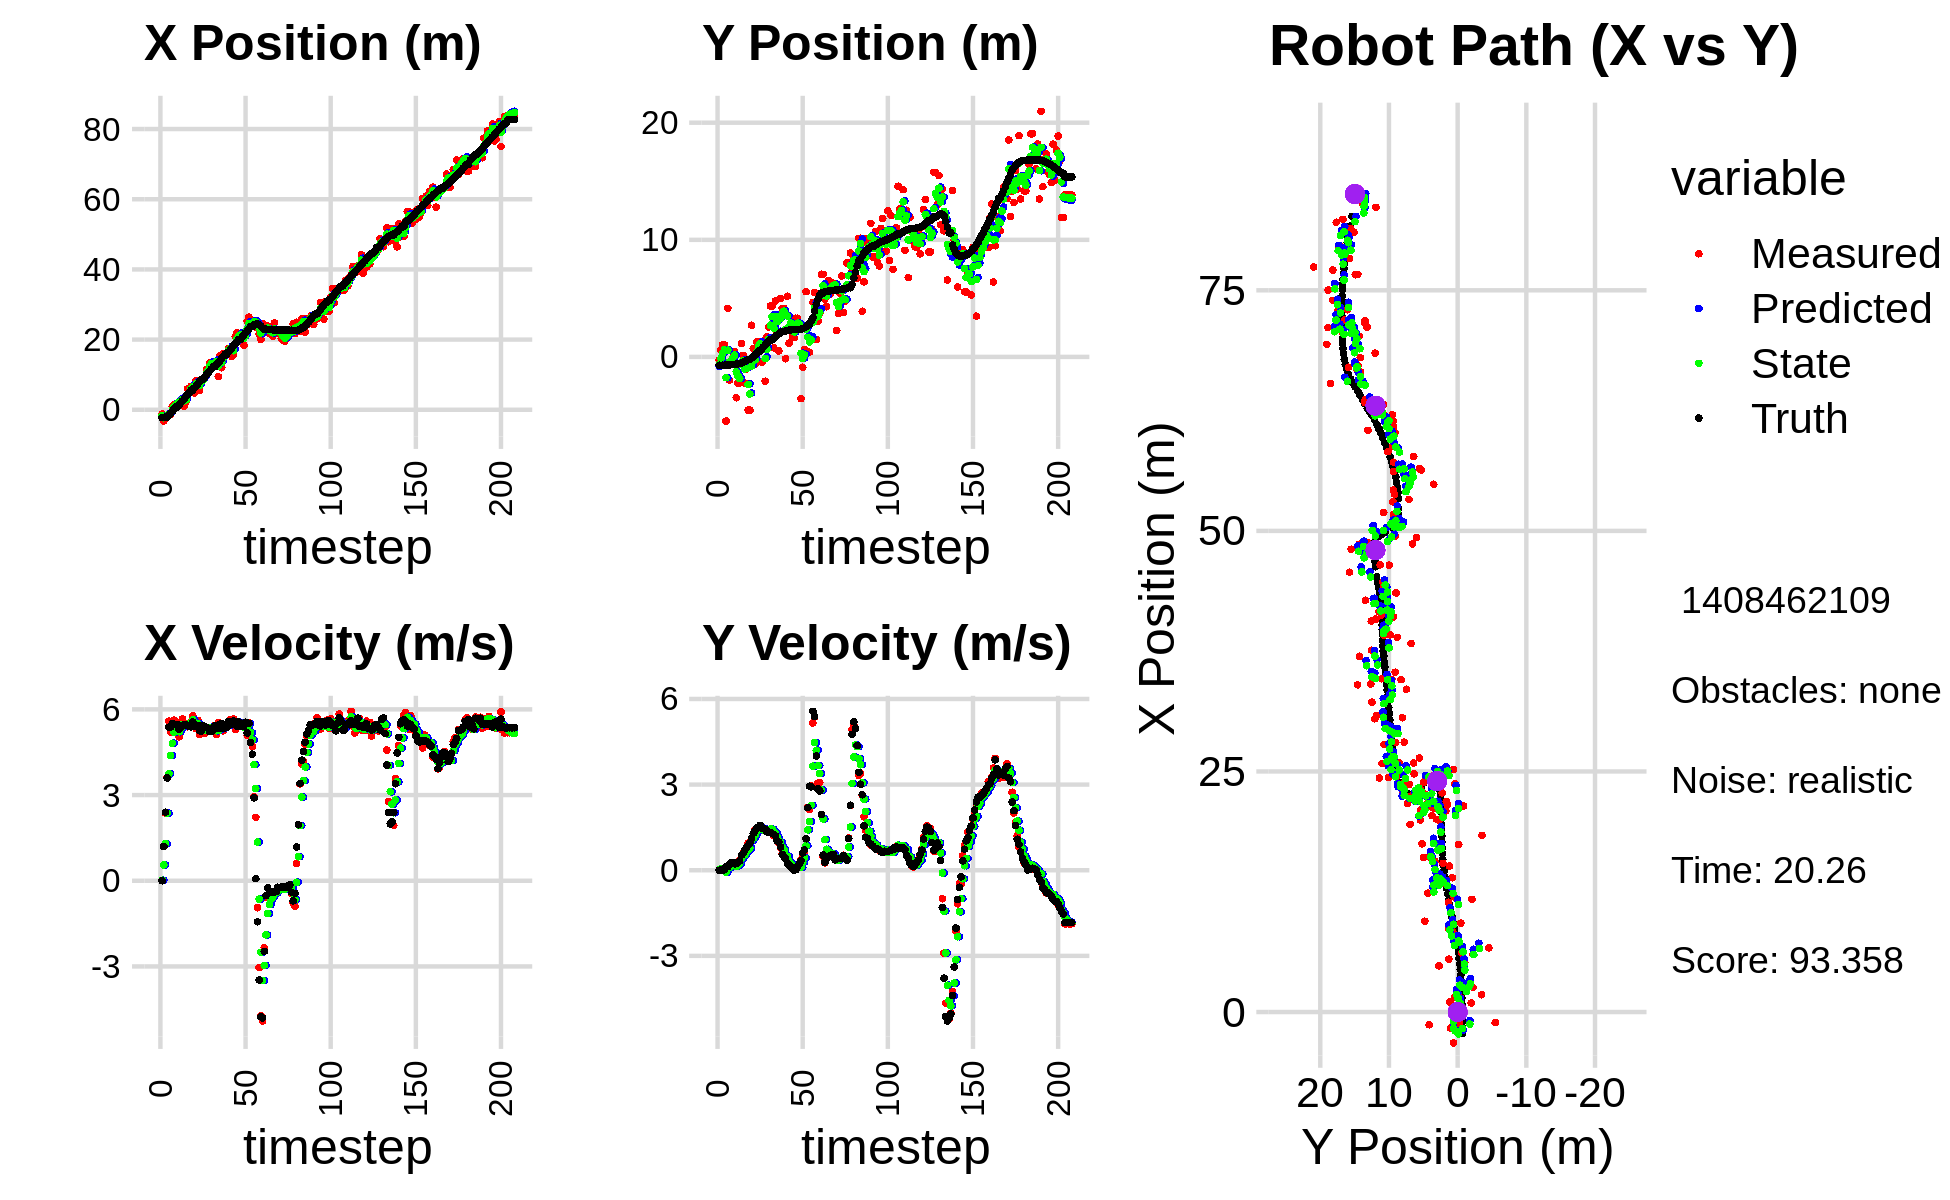 X Position (m)
80
60
40
20
0
0
50
100
150
200
timestep
Y Position (m)
20
10
0
0
50
100
150
200
timestep
X Velocity (m/s)
6
3
0
-3
0
50
100
150
200
timestep
Y Velocity (m/s)
6
3
0
-3
0
50
100
150
200
timestep
Robot Path (X vs Y)
X Position (m)
75
50
25
0
20 10 0 -10 -20
Y Position (m)
variable
Measured
Predicted
State
Truth
1408462109
Obstacles: none
Noise: realistic
Time: 20.26
Score: 93.358